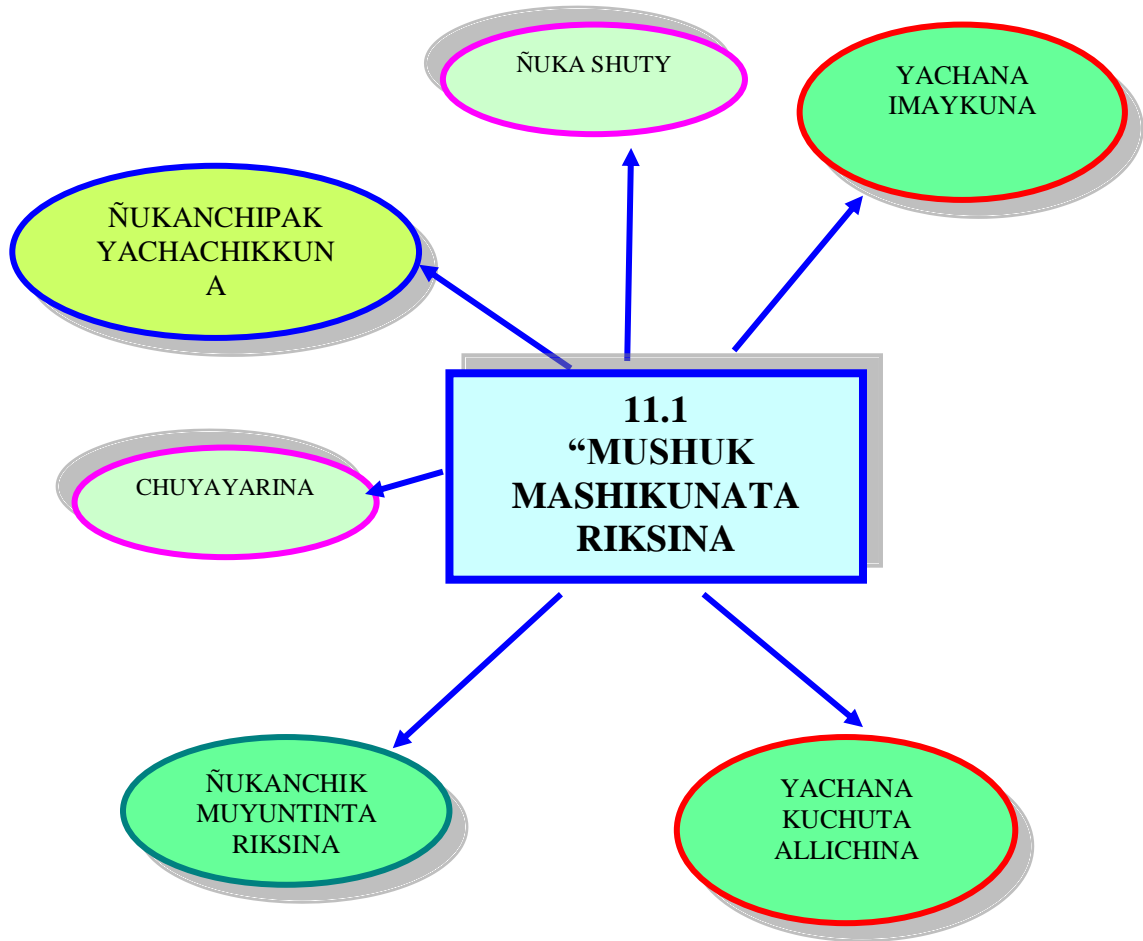 ÑUKA SHUTY
YACHANA
IMAYKUNA
ÑUKANCHIPAK
YACHACHIKKUN
A
11.1
“MUSHUK
MASHIKUNATA
RIKSINA
CHUYAYARINA
ÑUKANCHIK
MUYUNTINTA
RIKSINA
YACHANA
KUCHUTA
ALLICHINA